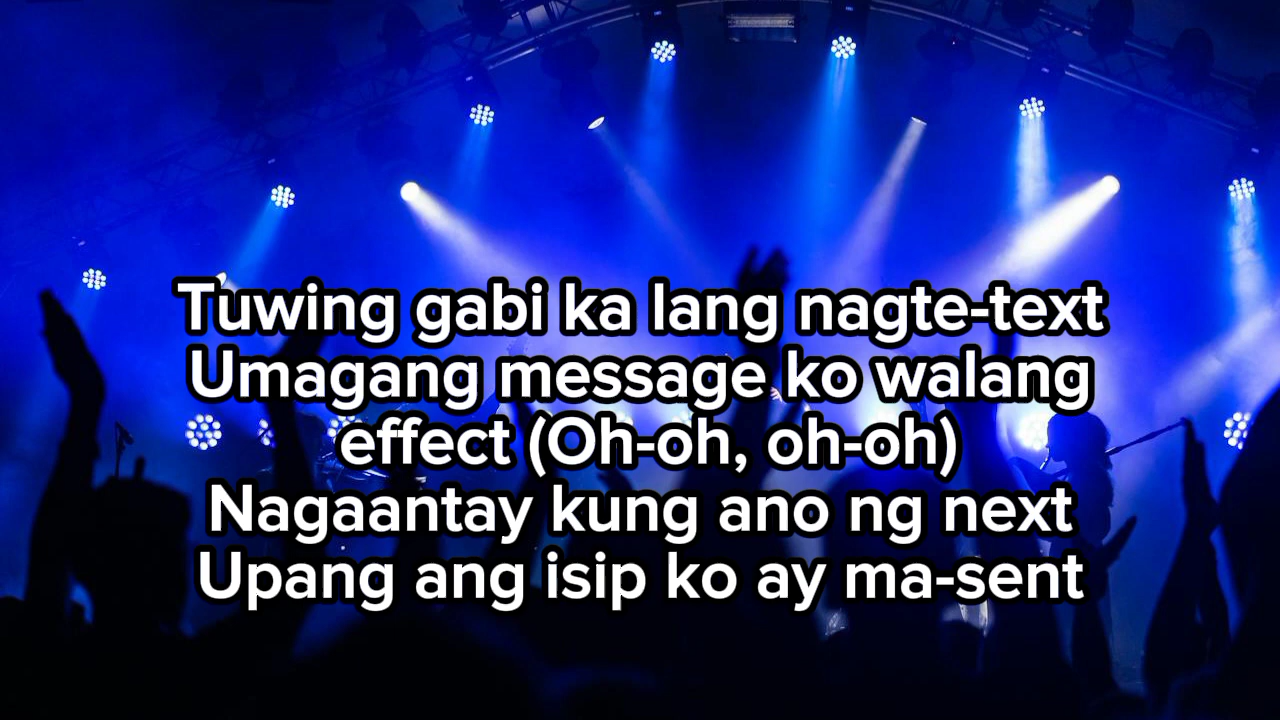 Tuwing gabi ka lang nagte-text
Umagang message ko walang
effect (Oh-oh, oh-oh)
Nagaantay kung ano ng next
Upang ang isip ko ay ma-sent